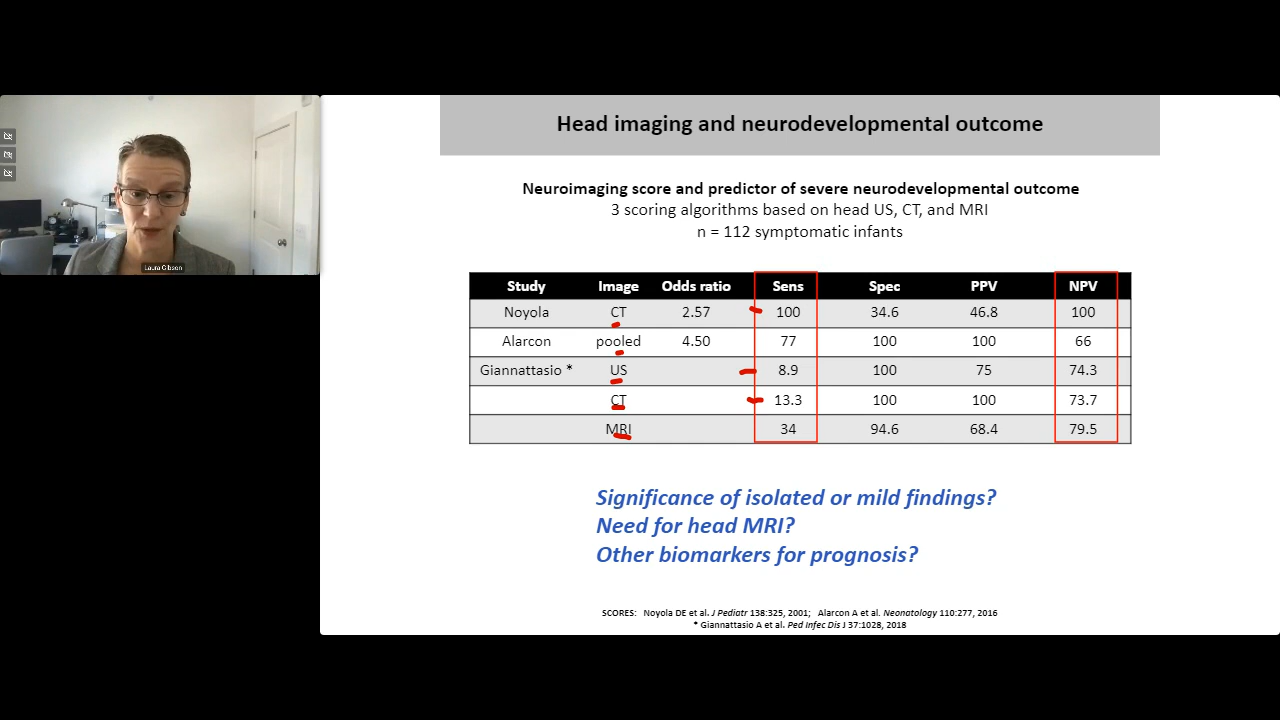 Head imaging and neurodevelopmental outcome
Neuroimaging score and predictor of severe neurodevelopmental outcome
3 scoring algorithms based on head US, CT, and MRI
n = 112 symptomatic infants
Study Image Odds ratio Sens Spec PPV NPV
Noyola CT 2.57 100 34.6 46.8 100
Alarcon pooled 4.50 77 100 100 66
Giannattasio * US 8.9 100 75 74.3
CT 13.3 100 100 73.7
MRI 34 94.6 68.4 79.5
Significance of isolated or mild findings?
Need for head MRI?
Other biomarkers for prognosis?
SCORES: Noyola DE et al. J Pediatr 138:325, 2001; Alarcon A et al. Neonatology 110:277, 2016
* Giannattasio A et al. Ped Infec Dis J 37:1028, 2018
Laura Gibson